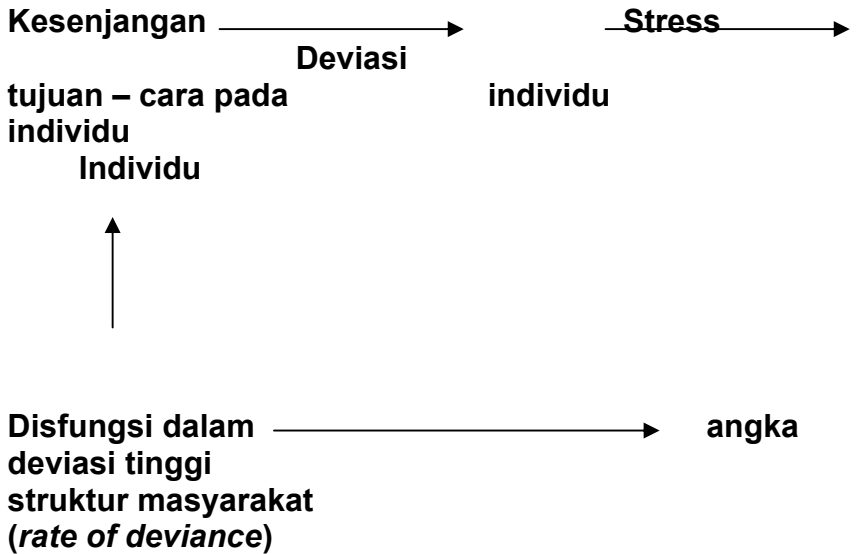 Kesenjangan Stress
Deviasi
tujuan – cara pada individu
individu
Individu
Disfungsi dalam angka
deviasi tinggi
struktur masyarakat
(rate of deviance)